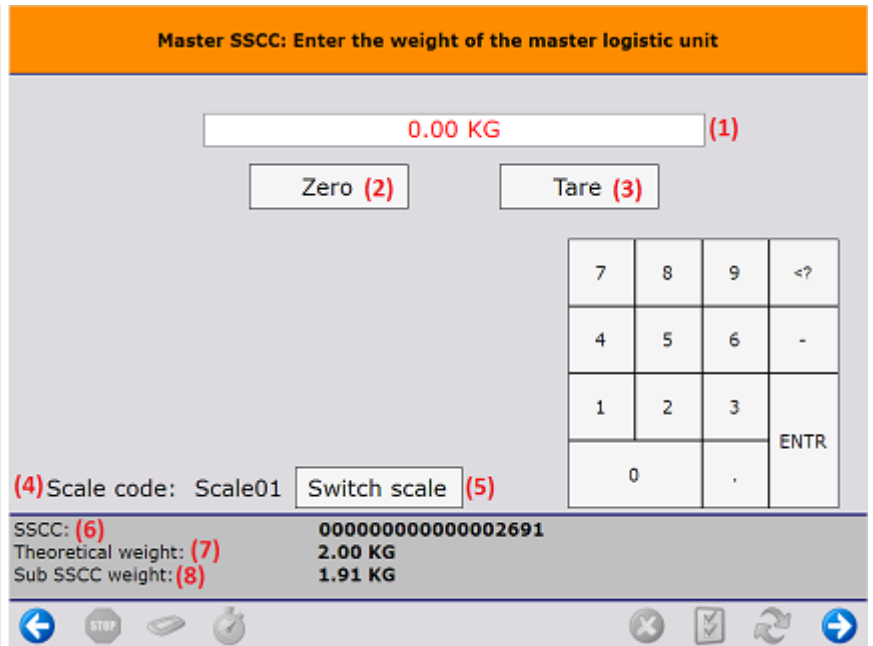 Master SSCC: Enter the weight of the master logistic unit
0.00 KG (1)
Zero (2) Tare (3)
7 8 9 <?
4 5 6 -
1 2 3
ENTR
0 .
(4) Scale code: Scale01 Switch scale (5)
SSCC: (6) 000000000000002691
Theoretical weight: (7) 2.00 KG
Sub SSCC weight: (8) 1.91 KG
STOP